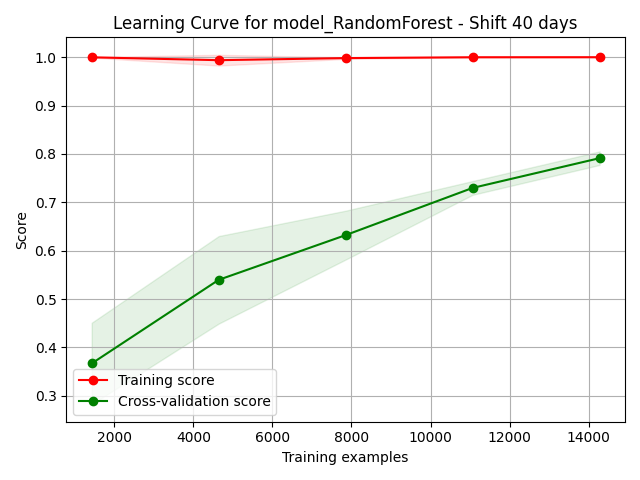 Learning Curve for model_RandomForest - Shift 40 days
1.0
0.9
0.8
0.7
0.6
0.5
0.4
0.3
Score
Training score
Cross-validation score
2000 4000 6000 8000 10000 12000 14000
Training examples